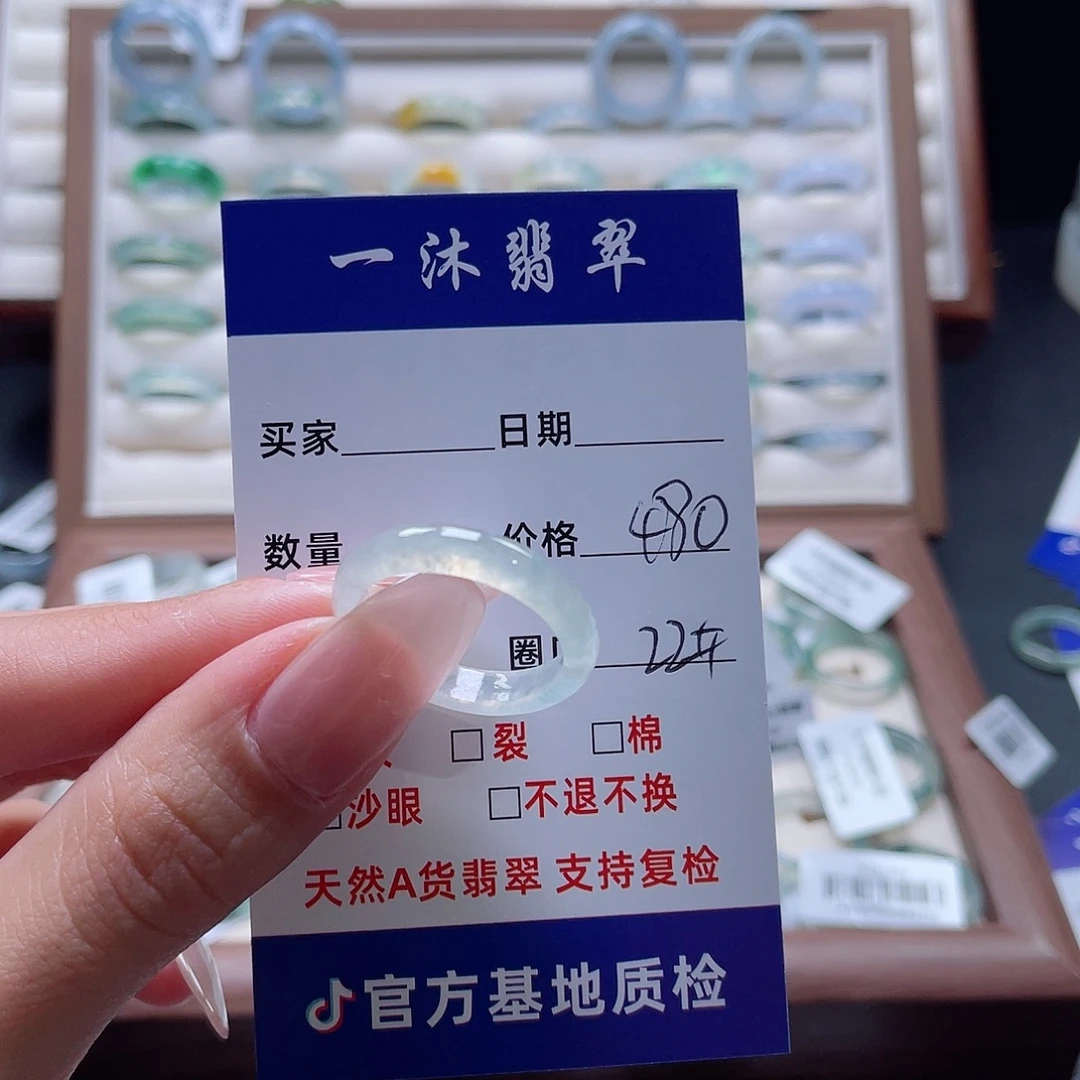 一沐翡翠
买家 日期
数量 价格 480
圈 22#
□裂 □棉
□沙眼 □不退不换
天然A货翡翠 支持复检
官方基地质检